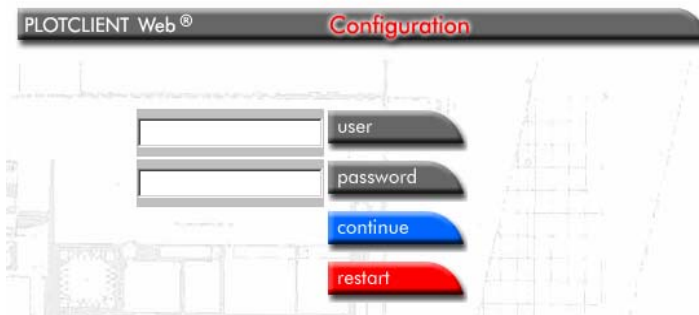 PLOTCLIENT Web ® Configuration
user
password
continue
restart